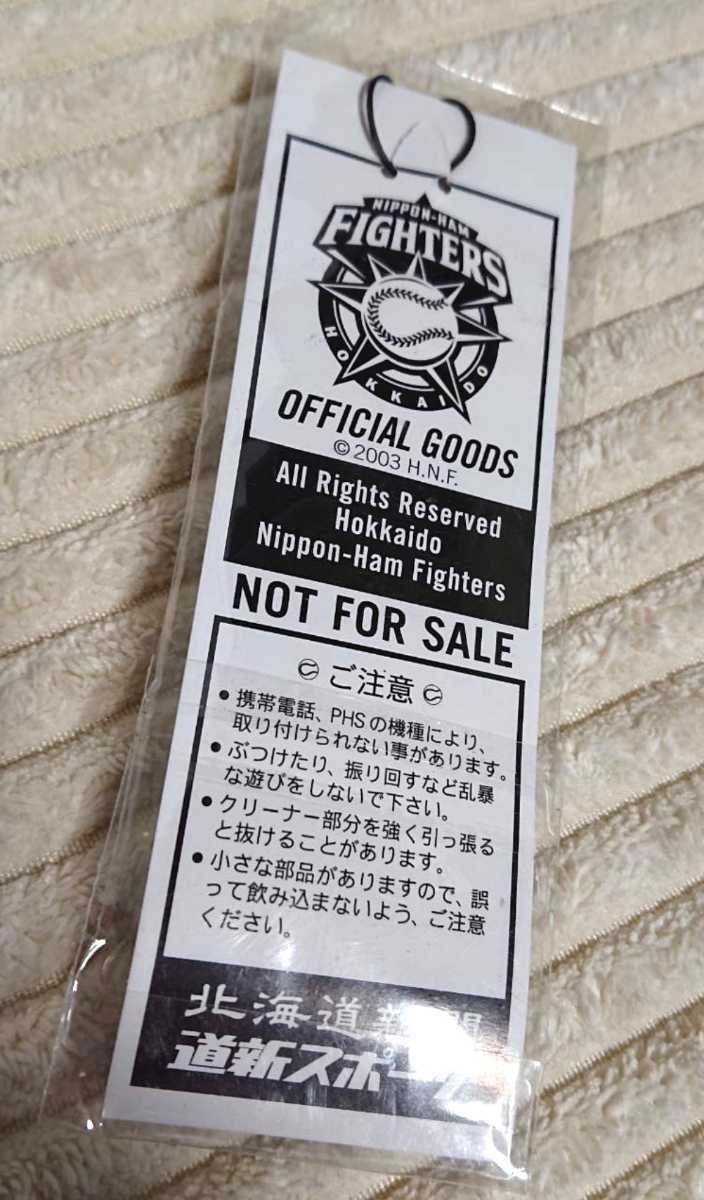 NIPPON-HAM
FIGHTERS
HOKKAIDO
OFFICIAL GOODS
©2003 H.N.F.
All Rights Reserved
Hokkaido
Nippon-Ham Fighters
NOT FOR SALE
ご注意
● 携帯電話、PHSの機種により、
取り付けられない事があります。
● ぶつけたり、振り回すなど乱暴
な遊びをしないで下さい。
● クリーナー部分を強く引っ張る
と抜けることがあります。
● 小さな部品がありますので、誤
って飲み込まないよう、ご注意
ください。
北海道新聞
道新スポーツ